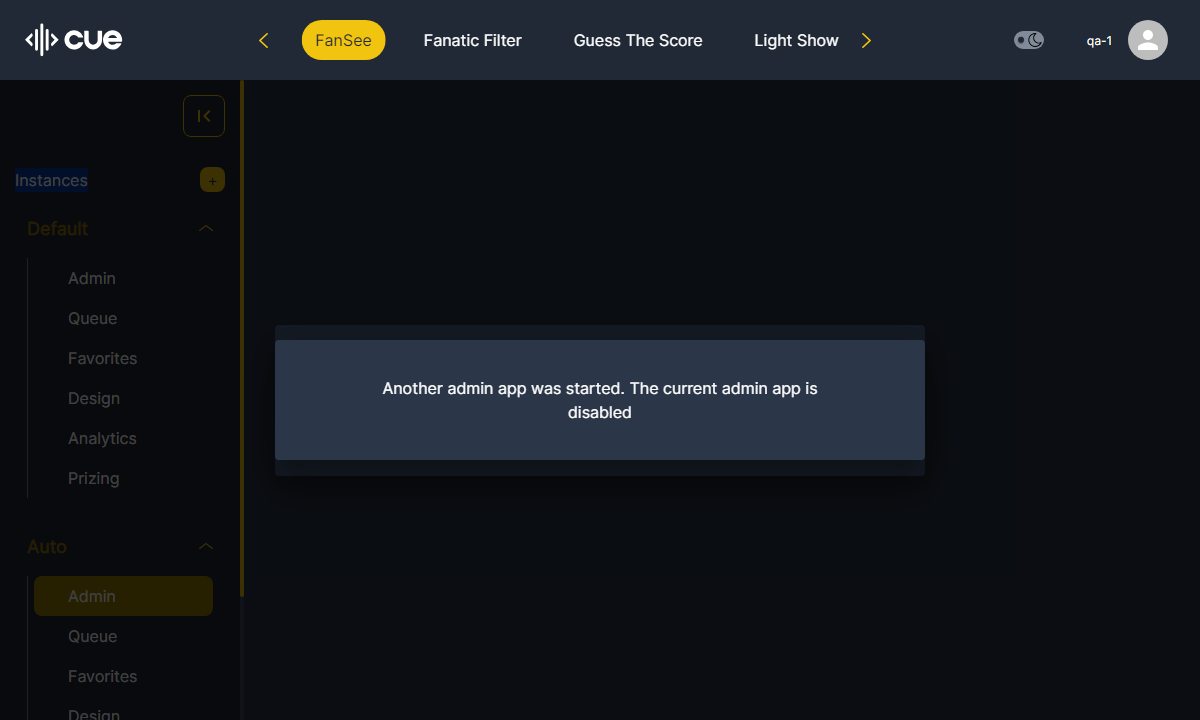 cue
FanSee
Fanatic Filter
Guess The Score
Light Show
qa-1
Instances
+
Default
Admin
Queue
Favorites
Design
Analytics
Prizing
Another admin app was started. The current admin app is
disabled
Auto
Admin
Queue
Favorites
Design